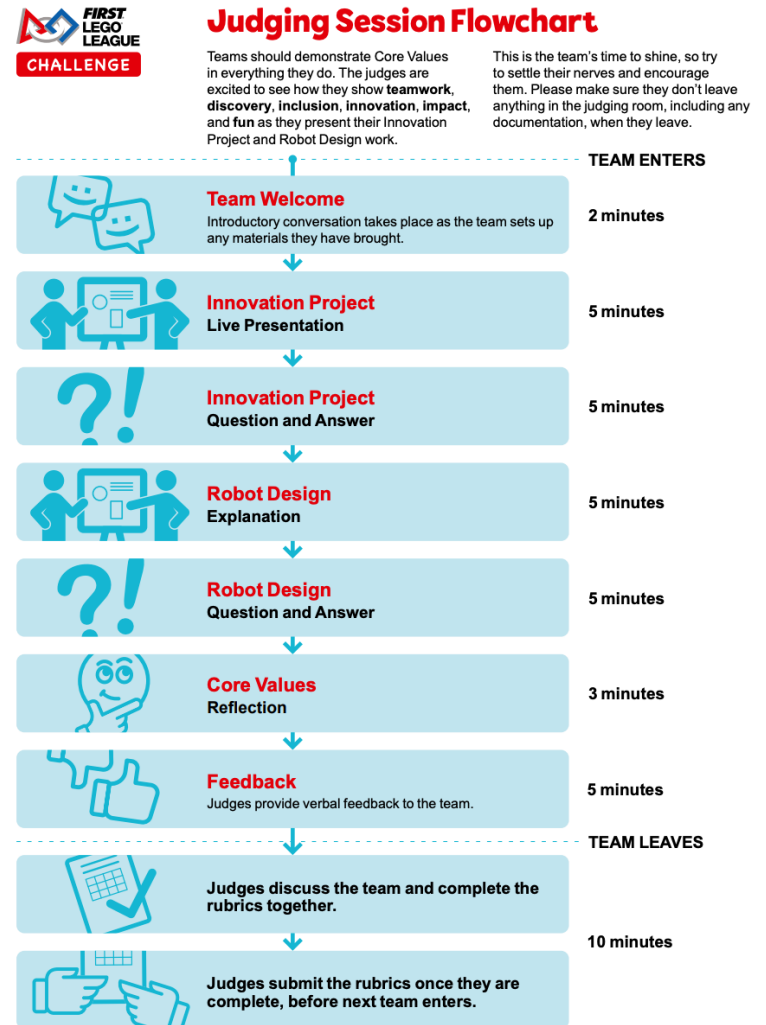 FIRST
LEGO
LEAGUE
CHALLENGE
Judging Session Flowchart
Teams should demonstrate Core Values
in everything they do. The judges are
excited to see how they show teamwork,
discovery, inclusion, innovation, impact,
and fun as they present their Innovation
Project and Robot Design work.
This is the team’s time to shine, so try
to settle their nerves and encourage
them. Please make sure they don’t leave
anything in the judging room, including any
documentation, when they leave.
TEAM ENTERS
Team Welcome
Introductory conversation takes place as the team sets up
any materials they have brought.
2 minutes
Innovation Project
Live Presentation
5 minutes
Innovation Project
Question and Answer
5 minutes
Robot Design
Explanation
5 minutes
Robot Design
Question and Answer
5 minutes
Core Values
Reflection
3 minutes
Feedback
Judges provide verbal feedback to the team.
5 minutes
TEAM LEAVES
Judges discuss the team and complete the
rubrics together.
10 minutes
Judges submit the rubrics once they are
complete, before next team enters.